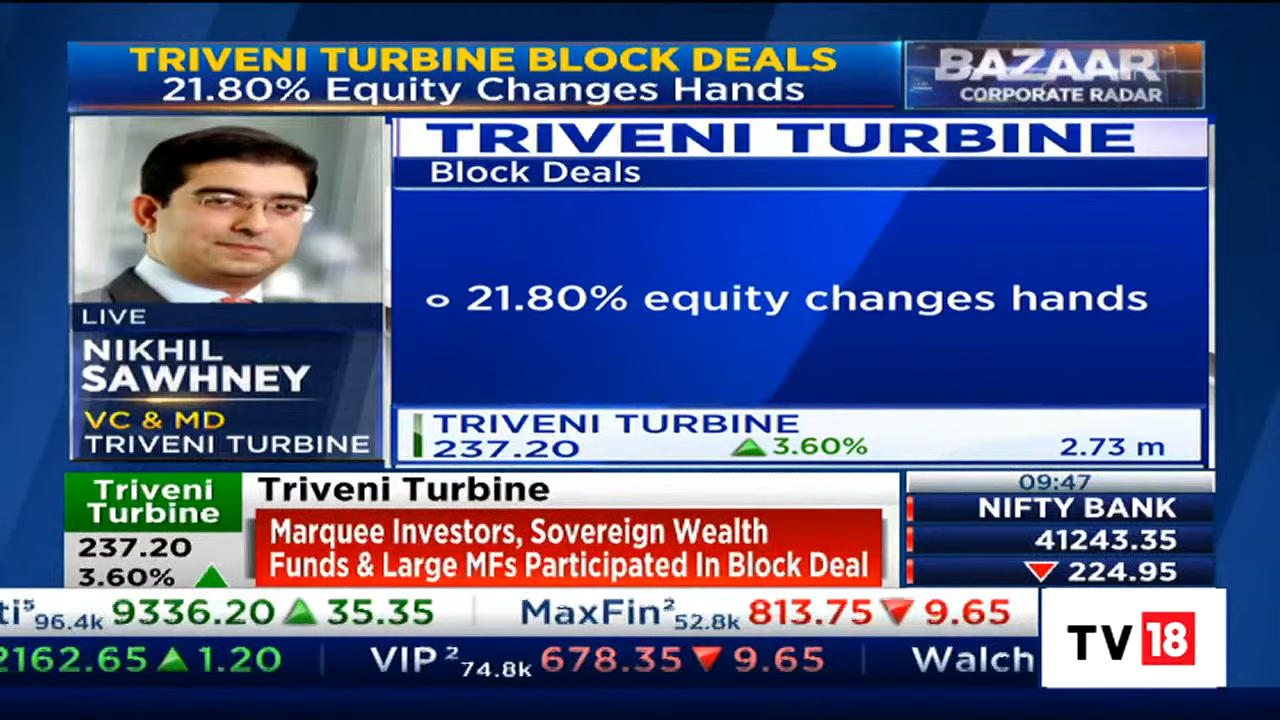 TRIVENI TURBINE BLOCK DEALS
21.80% Equity Changes Hands
BAZAAR
CORPORATE RADAR
TRIVENI TURBINE
Block Deals
○ 21.80% equity changes hands
LIVE
NIKHIL
SAWHNEY
VC & MD
TRIVENI TURBINE
TRIVENI TURBINE
237.20 ▲ 3.60% 2.73 m
Triveni
Turbine
237.20
3.60% ▲
Triveni Turbine
Marquee Investors, Sovereign Wealth
Funds & Large MFs Participated In Block Deal
09:47
NIFTY BANK
41243.35
▼ 224.95
ti⁵ 96.4k 9336.20 ▲ 35.35 MaxFin² 52.8k 813.75 ▼ 9.65
2162.65 ▲ 1.20 VIP² 74.8k 678.35 ▼ 9.65 Walch
TV18